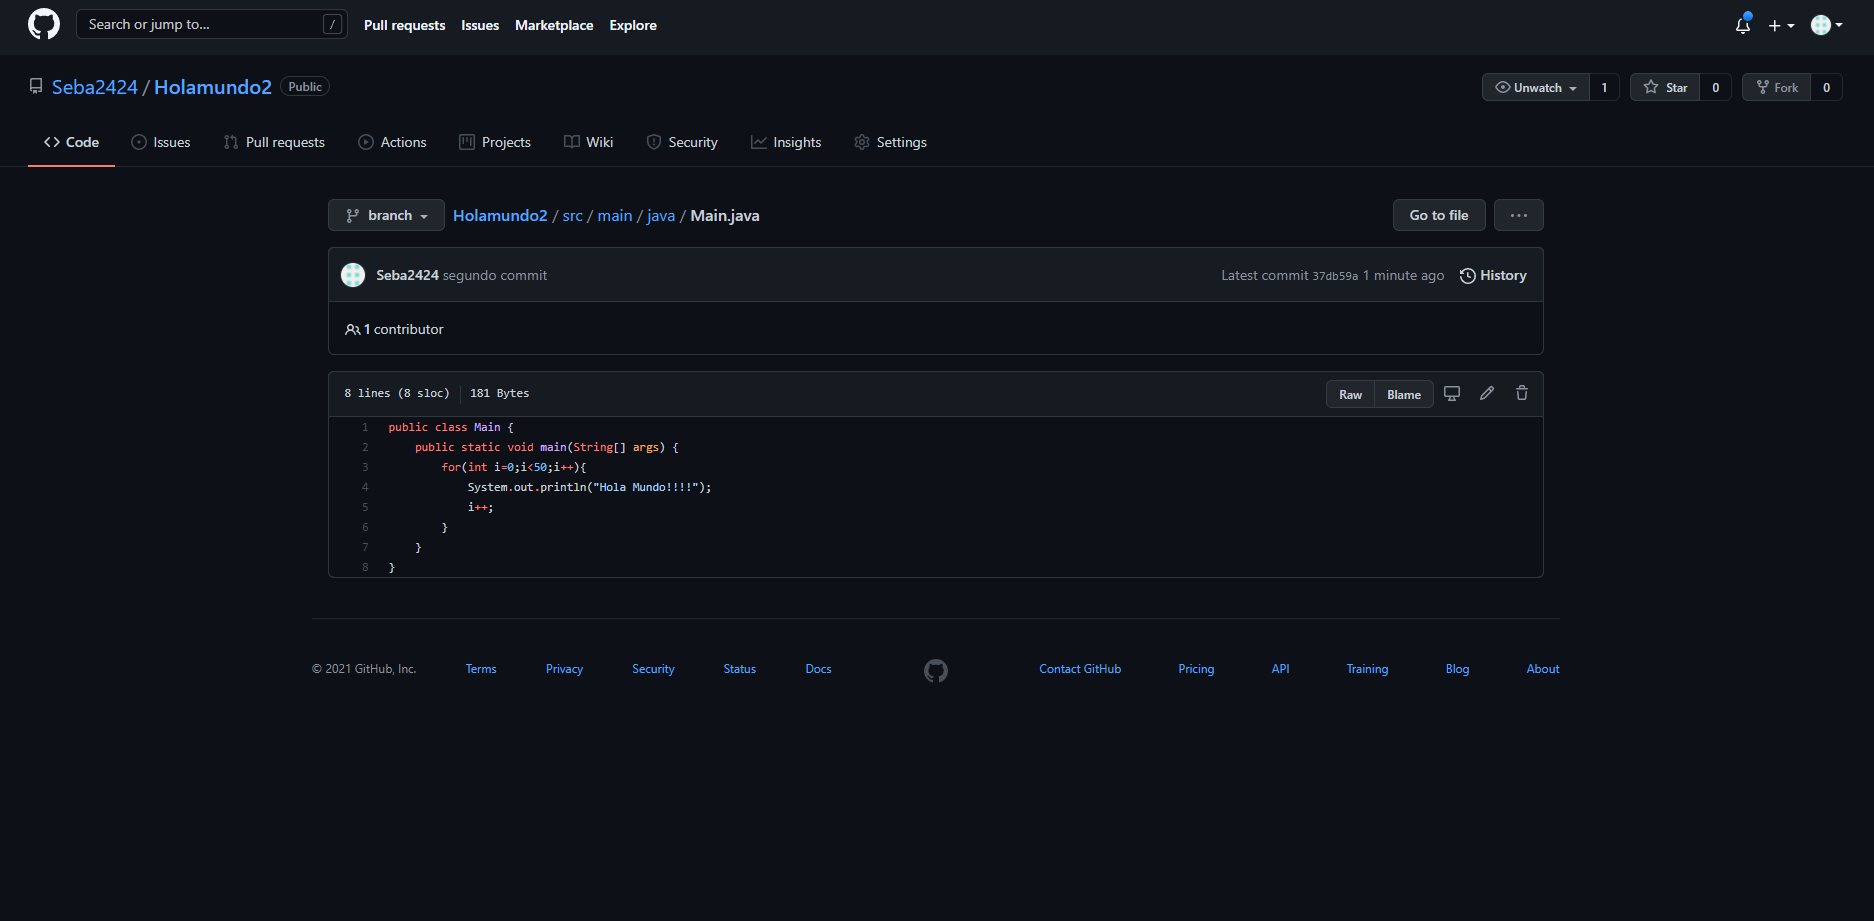 Search or jump to... / Pull requests Issues Marketplace Explore
Seba2424 / Holamundo2 Public Unwatch 1 Star 0 Fork 0
Code Issues Pull requests Actions Projects Wiki Security Insights Settings
branch Holamundo2 / src / main / java / Main.java Go to file ...
Seba2424 segundo commit Latest commit 37db59a 1 minute ago History
1 contributor
8 lines (8 sloc) 181 Bytes Raw Blame
1 public class Main {
2 public static void main(String[] args) {
3 for(int i=0;i<50;i++){
4 System.out.println("Hola Mundo!!!!");
5 i++;
6 }
7 }
8 }
© 2021 GitHub, Inc. Terms Privacy Security Status Docs Contact GitHub Pricing API Training Blog About